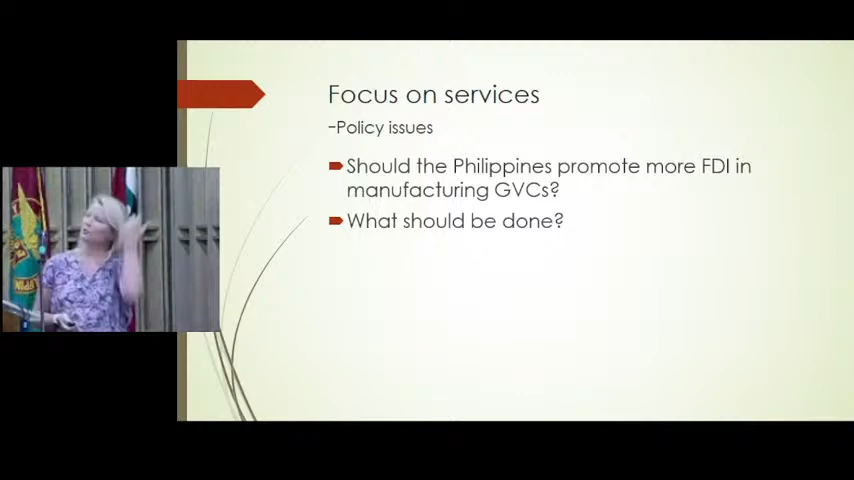 Focus on services
-Policy issues
Should the Philippines promote more FDI in
manufacturing GVCs?
What should be done?